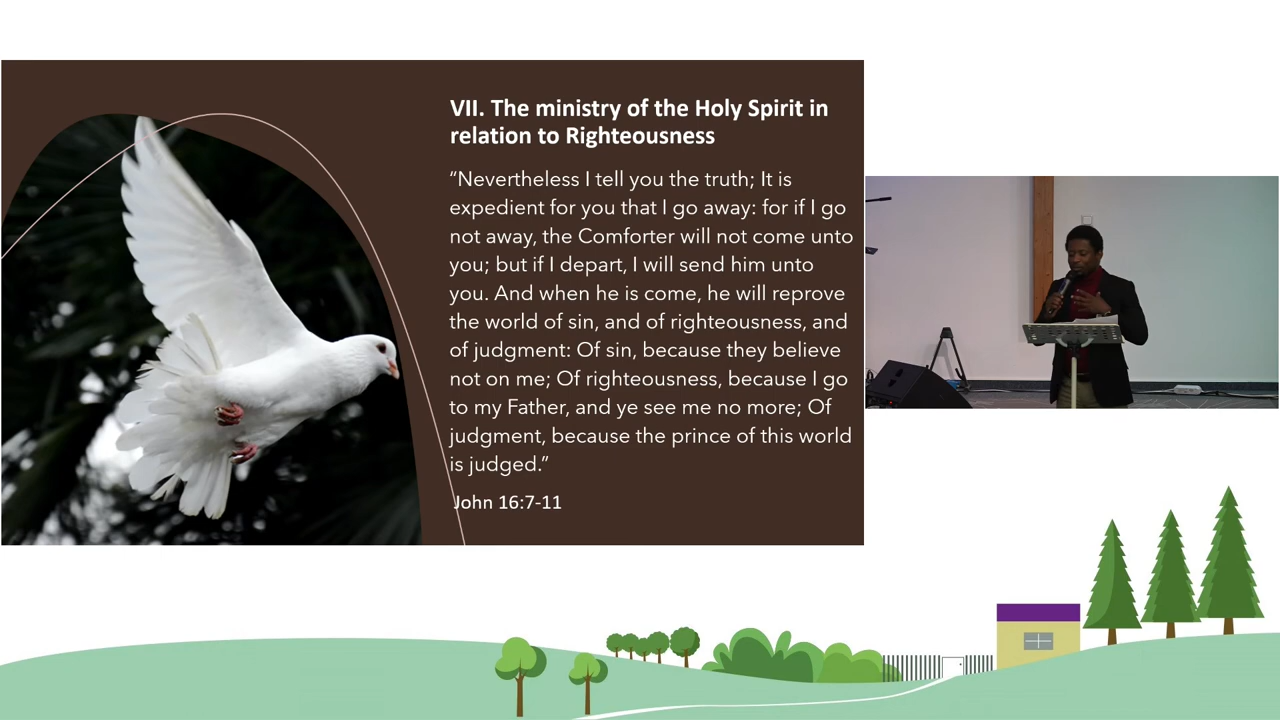 VII. The ministry of the Holy Spirit in
relation to Righteousness
“Nevertheless I tell you the truth; It is
expedient for you that I go away: for if I go
not away, the Comforter will not come unto
you; but if I depart, I will send him unto
you. And when he is come, he will reprove
the world of sin, and of righteousness, and
of judgment: Of sin, because they believe
not on me; Of righteousness, because I go
to my Father, and ye see me no more; Of
judgment, because the prince of this world
is judged.”
John 16:7-11